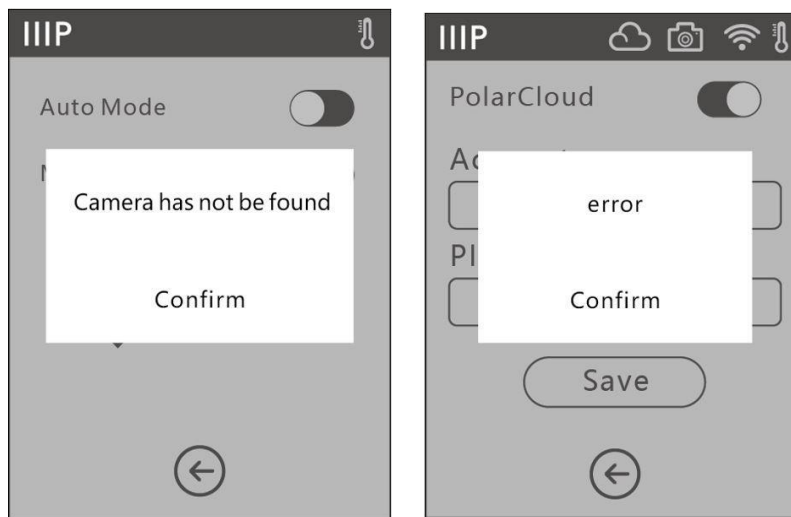 IIIP
Auto Mode
Camera has not be found
Confirm
IIIP
PolarCloud
error
Confirm
Save